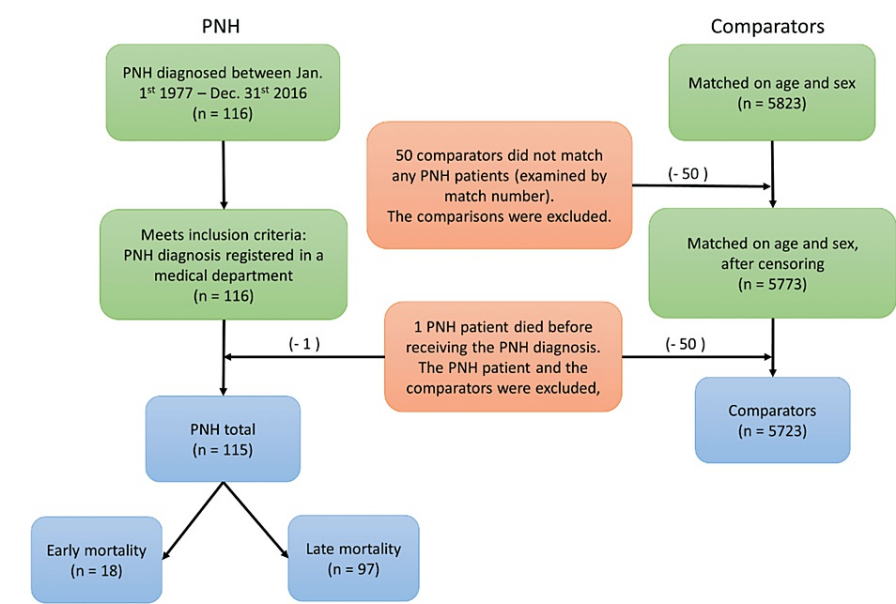 PNH
Comparators
PNH diagnosed between Jan.
1st 1977 – Dec. 31st 2016
(n = 116)
Matched on age and sex
(n = 5823)
50 comparators did not match
any PNH patients (examined by
match number).
The comparisons were excluded.
(- 50 )
Meets inclusion criteria:
PNH diagnosis registered in a
medical department
(n = 116)
Matched on age and sex,
after censoring
(n = 5773)
1 PNH patient died before
receiving the PNH diagnosis.
The PNH patient and the
comparators were excluded,
(- 1 )
(- 50 )
PNH total
(n = 115)
Comparators
(n = 5723)
Early mortality
(n = 18)
Late mortality
(n = 97)